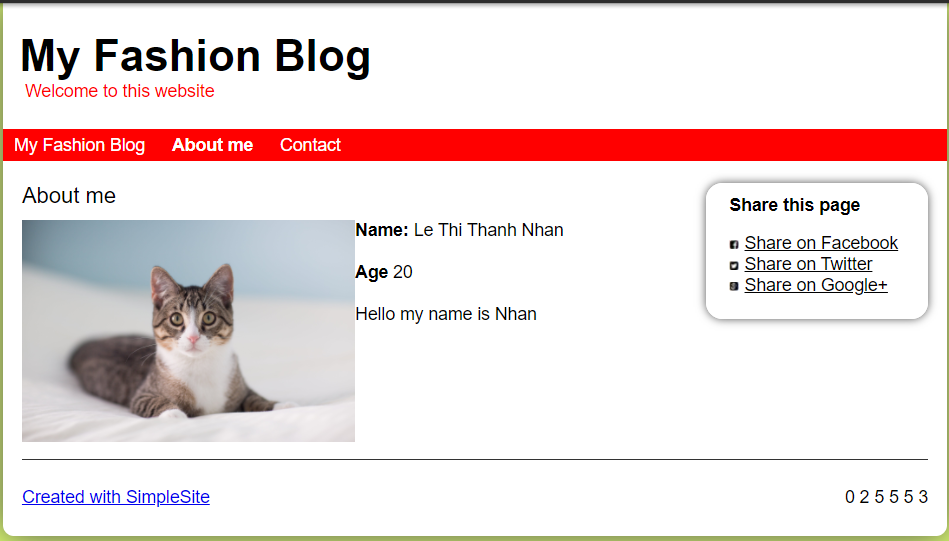 My Fashion Blog
Welcome to this website
My Fashion Blog About me Contact
About me
Name: Le Thi Thanh Nhan
Age 20
Hello my name is Nhan
Share this page
Share on Facebook
Share on Twitter
Share on Google+
Created with SimpleSite
0 2 5 5 5 3